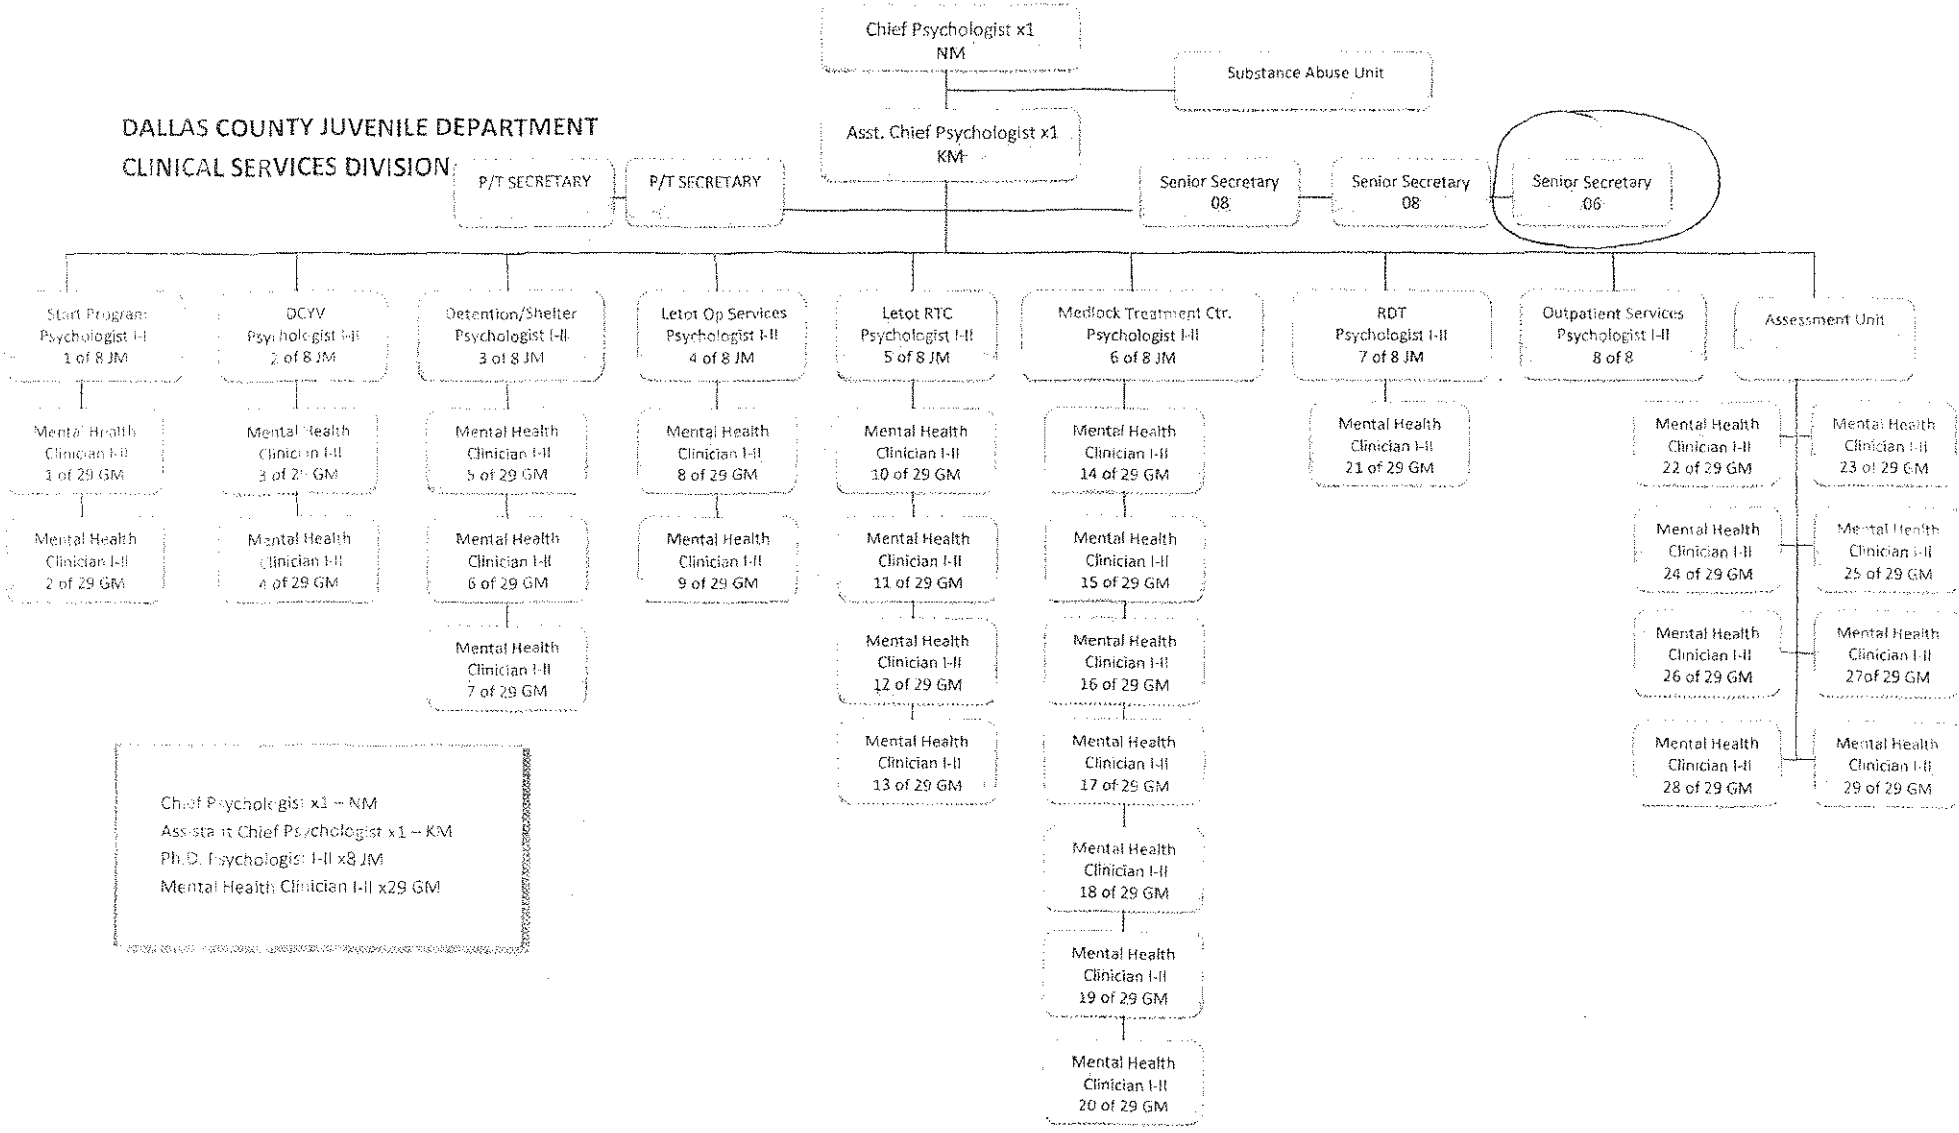 Chief Psychologist x1
NM
Substance Abuse Unit
DALLAS COUNTY JUVENILE DEPARTMENT
CLINICAL SERVICES DIVISION
Asst. Chief Psychologist x1
KM
P/T SECRETARY
P/T SECRETARY
Senior Secretary
08
Senior Secretary
08
Senior Secretary
06
Start Program
Psychologist I-I
1 of 8 JM
DCYV
Psychologist I-II
2 of 8 JM
Detention/Shelter
Psychologist I-II
3 of 8 JM
Letot Op Services
Psychologist I-II
4 of 8 JM
Letot RTC
Psychologist I-II
5 of 8 JM
Medlock Treatment Ctr.
Psychologist I-II
6 of 8 JM
RDT
Psychologist I-II
7 of 8 JM
Outpatient Services
Psychologist I-II
8 of 8
Assessment Unit
Mental Health
Clinician I-II
1 of 29 GM
Mental Health
Clinician I-II
2 of 29 GM
Mental Health
Clinician I-II
3 of 29 GM
Mental Health
Clinician I-II
4 of 29 GM
Mental Health
Clinician I-II
5 of 29 GM
Mental Health
Clinician I-II
6 of 29 GM
Mental Health
Clinician I-II
7 of 29 GM
Mental Health
Clinician I-II
8 of 29 GM
Mental Health
Clinician I-II
9 of 29 GM
Mental Health
Clinician I-II
10 of 29 GM
Mental Health
Clinician I-II
11 of 29 GM
Mental Health
Clinician I-II
12 of 29 GM
Mental Health
Clinician I-II
13 of 29 GM
Mental Health
Clinician I-II
14 of 29 GM
Mental Health
Clinician I-II
15 of 29 GM
Mental Health
Clinician I-II
16 of 29 GM
Mental Health
Clinician I-II
17 of 29 GM
Mental Health
Clinician I-II
18 of 29 GM
Mental Health
Clinician I-II
19 of 29 GM
Mental Health
Clinician I-II
20 of 29 GM
Mental Health
Clinician I-II
21 of 29 GM
Mental Health
Clinician I-II
22 of 29 GM
Mental Health
Clinician I-II
23 of 29 GM
Mental Health
Clinician I-II
24 of 29 GM
Mental Health
Clinician I-II
25 of 29 GM
Mental Health
Clinician I-II
26 of 29 GM
Mental Health
Clinician I-II
27of 29 GM
Mental Health
Clinician I-II
28 of 29 GM
Mental Health
Clinician I-II
29 of 29 GM
Chief Psychologist x1 – NM
Assistant Chief Psychologist x1 – KM
Ph.D. Psychologist I-II x8 JM
Mental Health Clinician I-II x29 GM